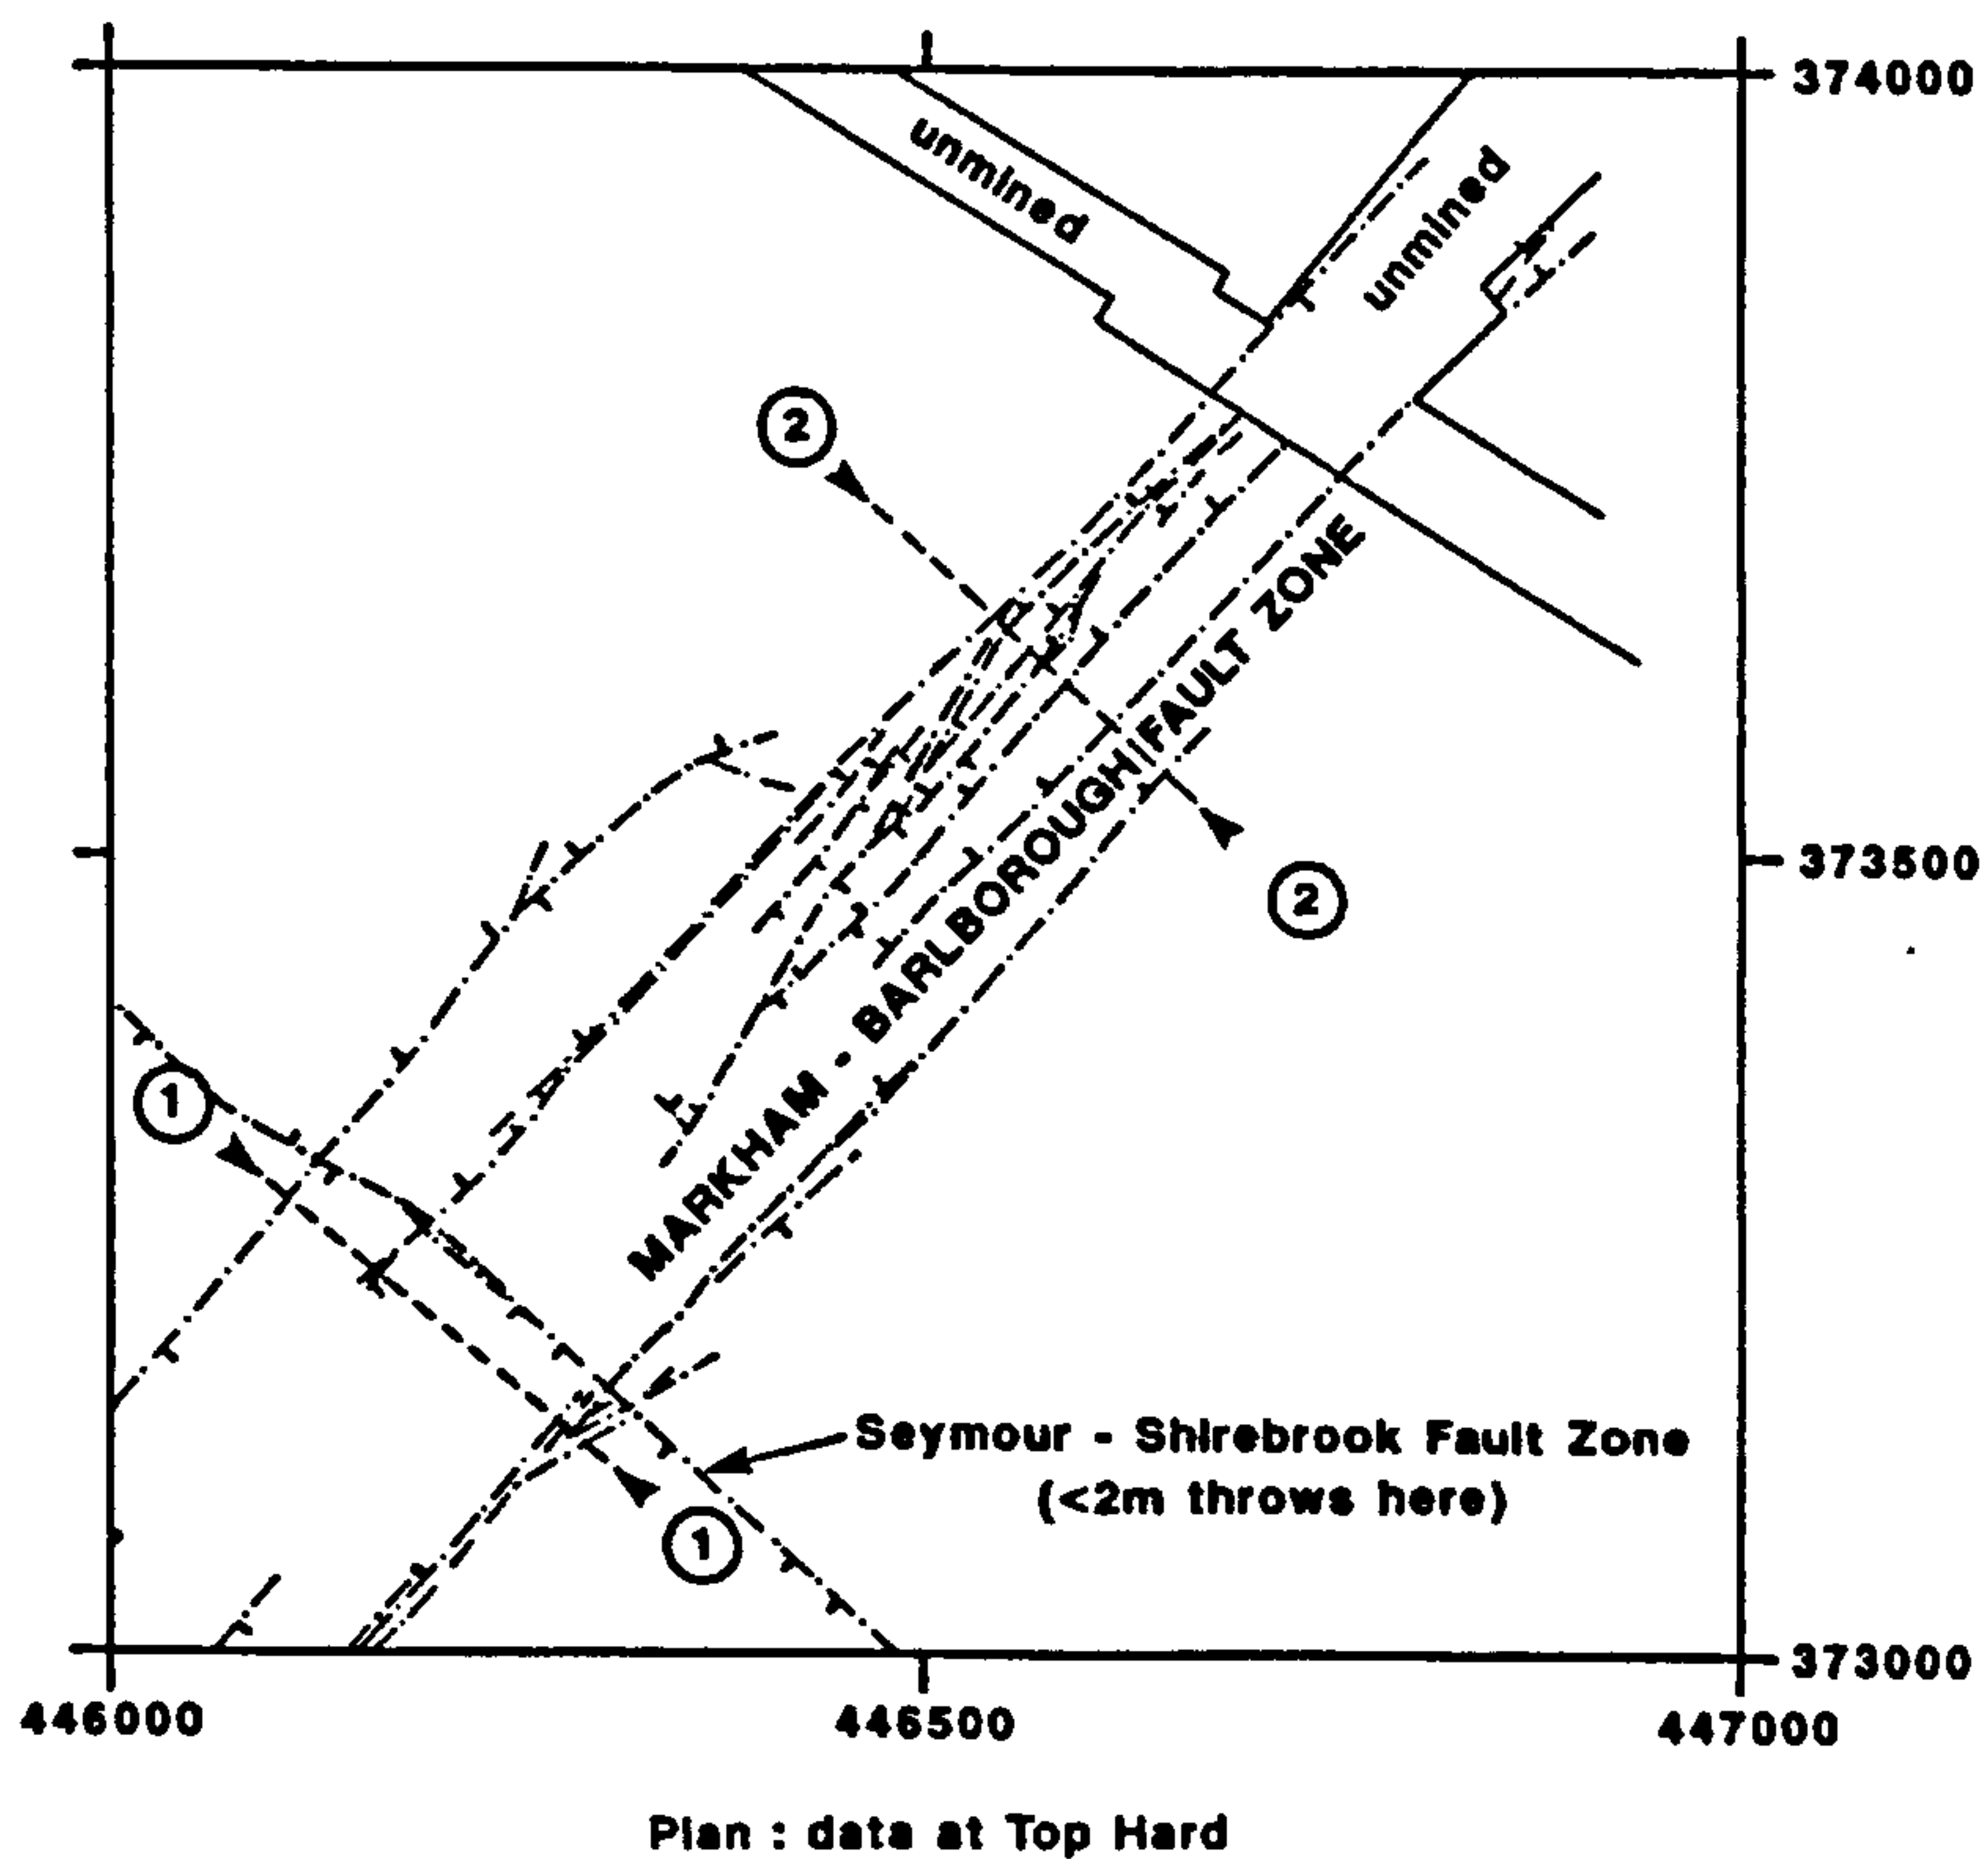 374000
unmined
unmined
2
MARKHAM - BARLBOROUGH FAULT ZONE
373500
2
1
Seymour - Shirebrook Fault Zone
(<2m throws here)
1
373000
446000
446500
447000
Plan : data at Top Hard